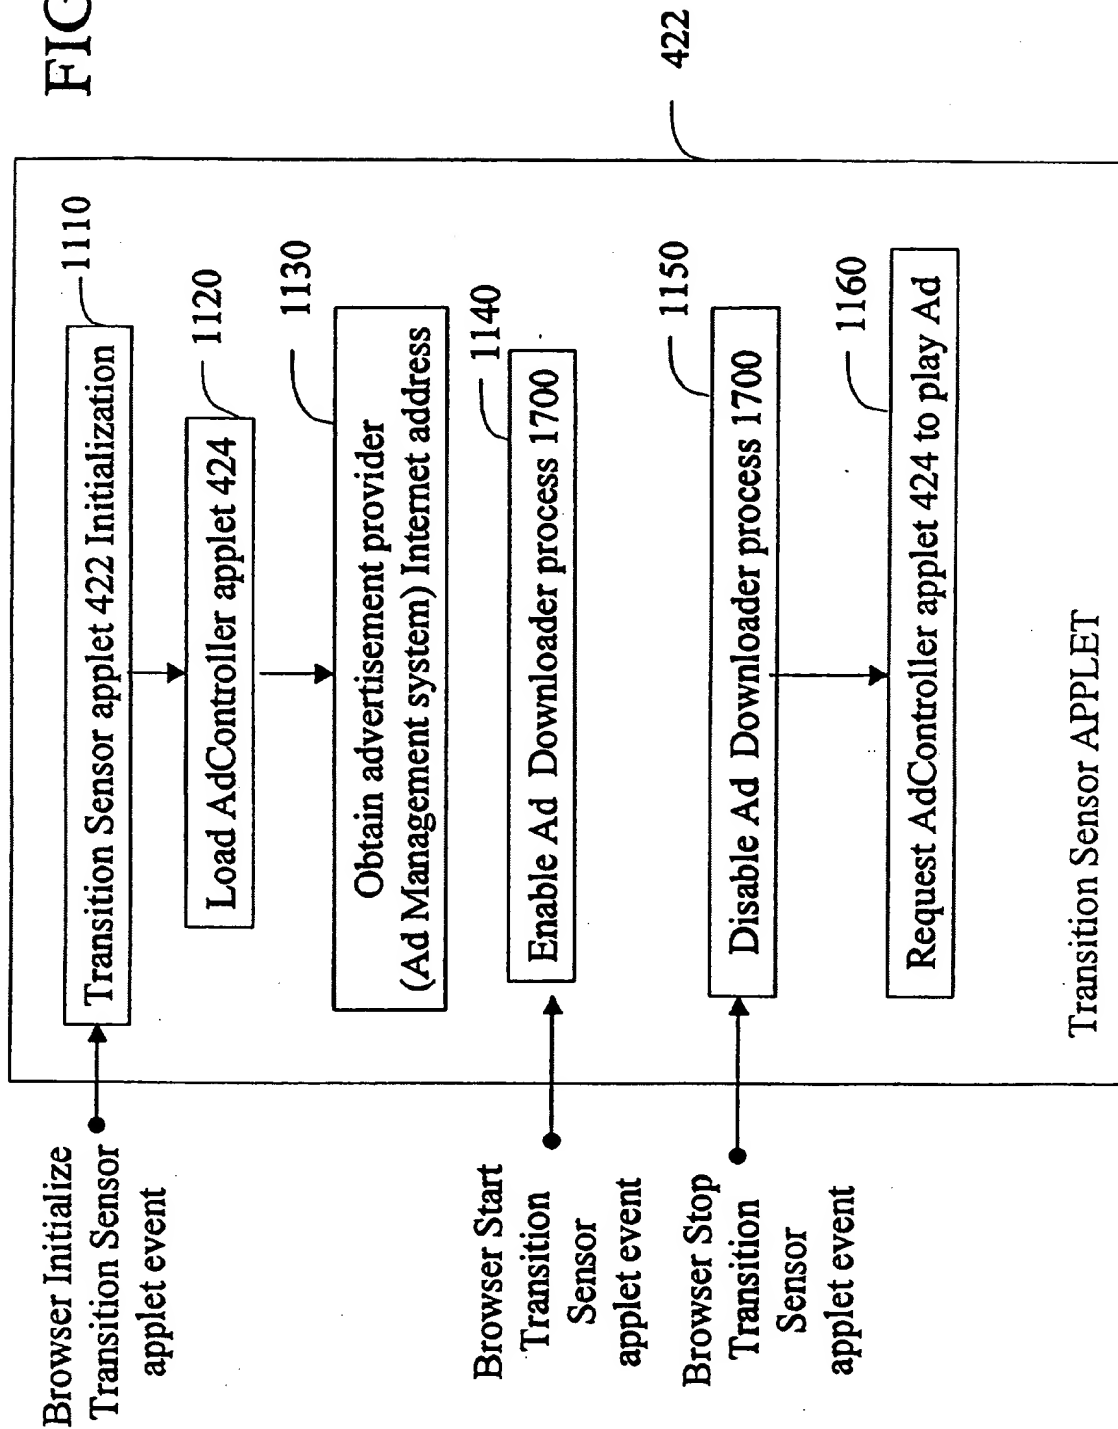 FIG
Browser Initialize
Transition Sensor
applet event
Transition Sensor applet 422 Initialization
1110
Load AdController applet 424
1120
Obtain advertisement provider
(Ad Management system) Internet address
1130
Browser Start
Transition
Sensor
applet event
Enable Ad Downloader process 1700
1140
Browser Stop
Transition
Sensor
applet event
Disable Ad Downloader process 1700
1150
Request AdController applet 424 to play Ad
1160
422
Transition Sensor APPLET